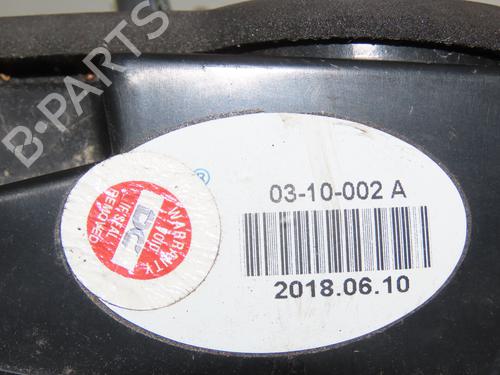 B-PARTS
®
03-10-002 A
2018.06.10
WARRANTY
VOID
IF SEAL
REMOVED